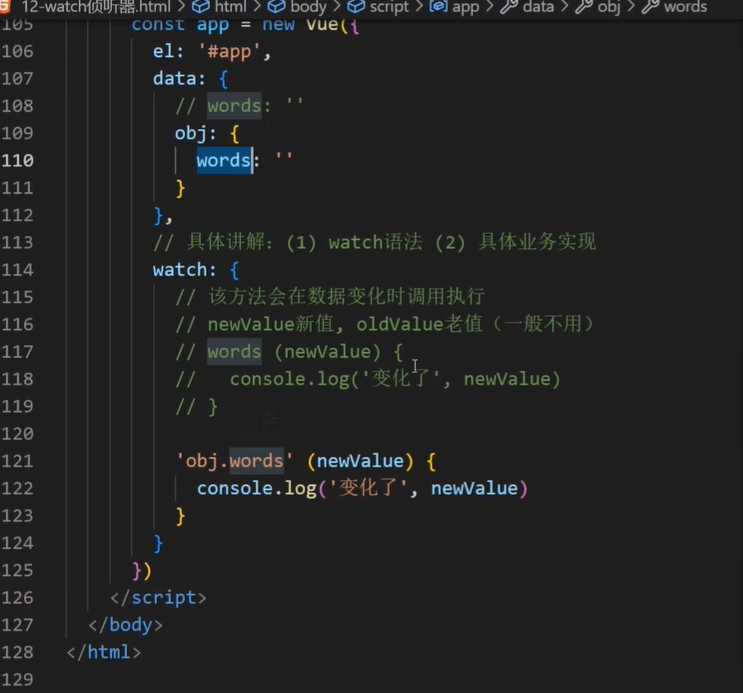 12-watch侦听器.html > html > body > script > app > data > obj > words
105 const app = new Vue({
106 el: '#app',
107 data: {
108 // words: ''
109 obj: {
110 words: ''
111 }
112 },
113 // 具体讲解: (1) watch语法 (2) 具体业务实现
114 watch: {
115 // 该方法会在数据变化时调用执行
116 // newValue新值, oldValue老值（一般不用）
117 // words (newValue) {
118 //   console.log('变化了', newValue)
119 // }
120
121 'obj.words' (newValue) {
122 console.log('变化了', newValue)
123 }
124 }
125 })
126 </script>
127 </body>
128 </html>
129